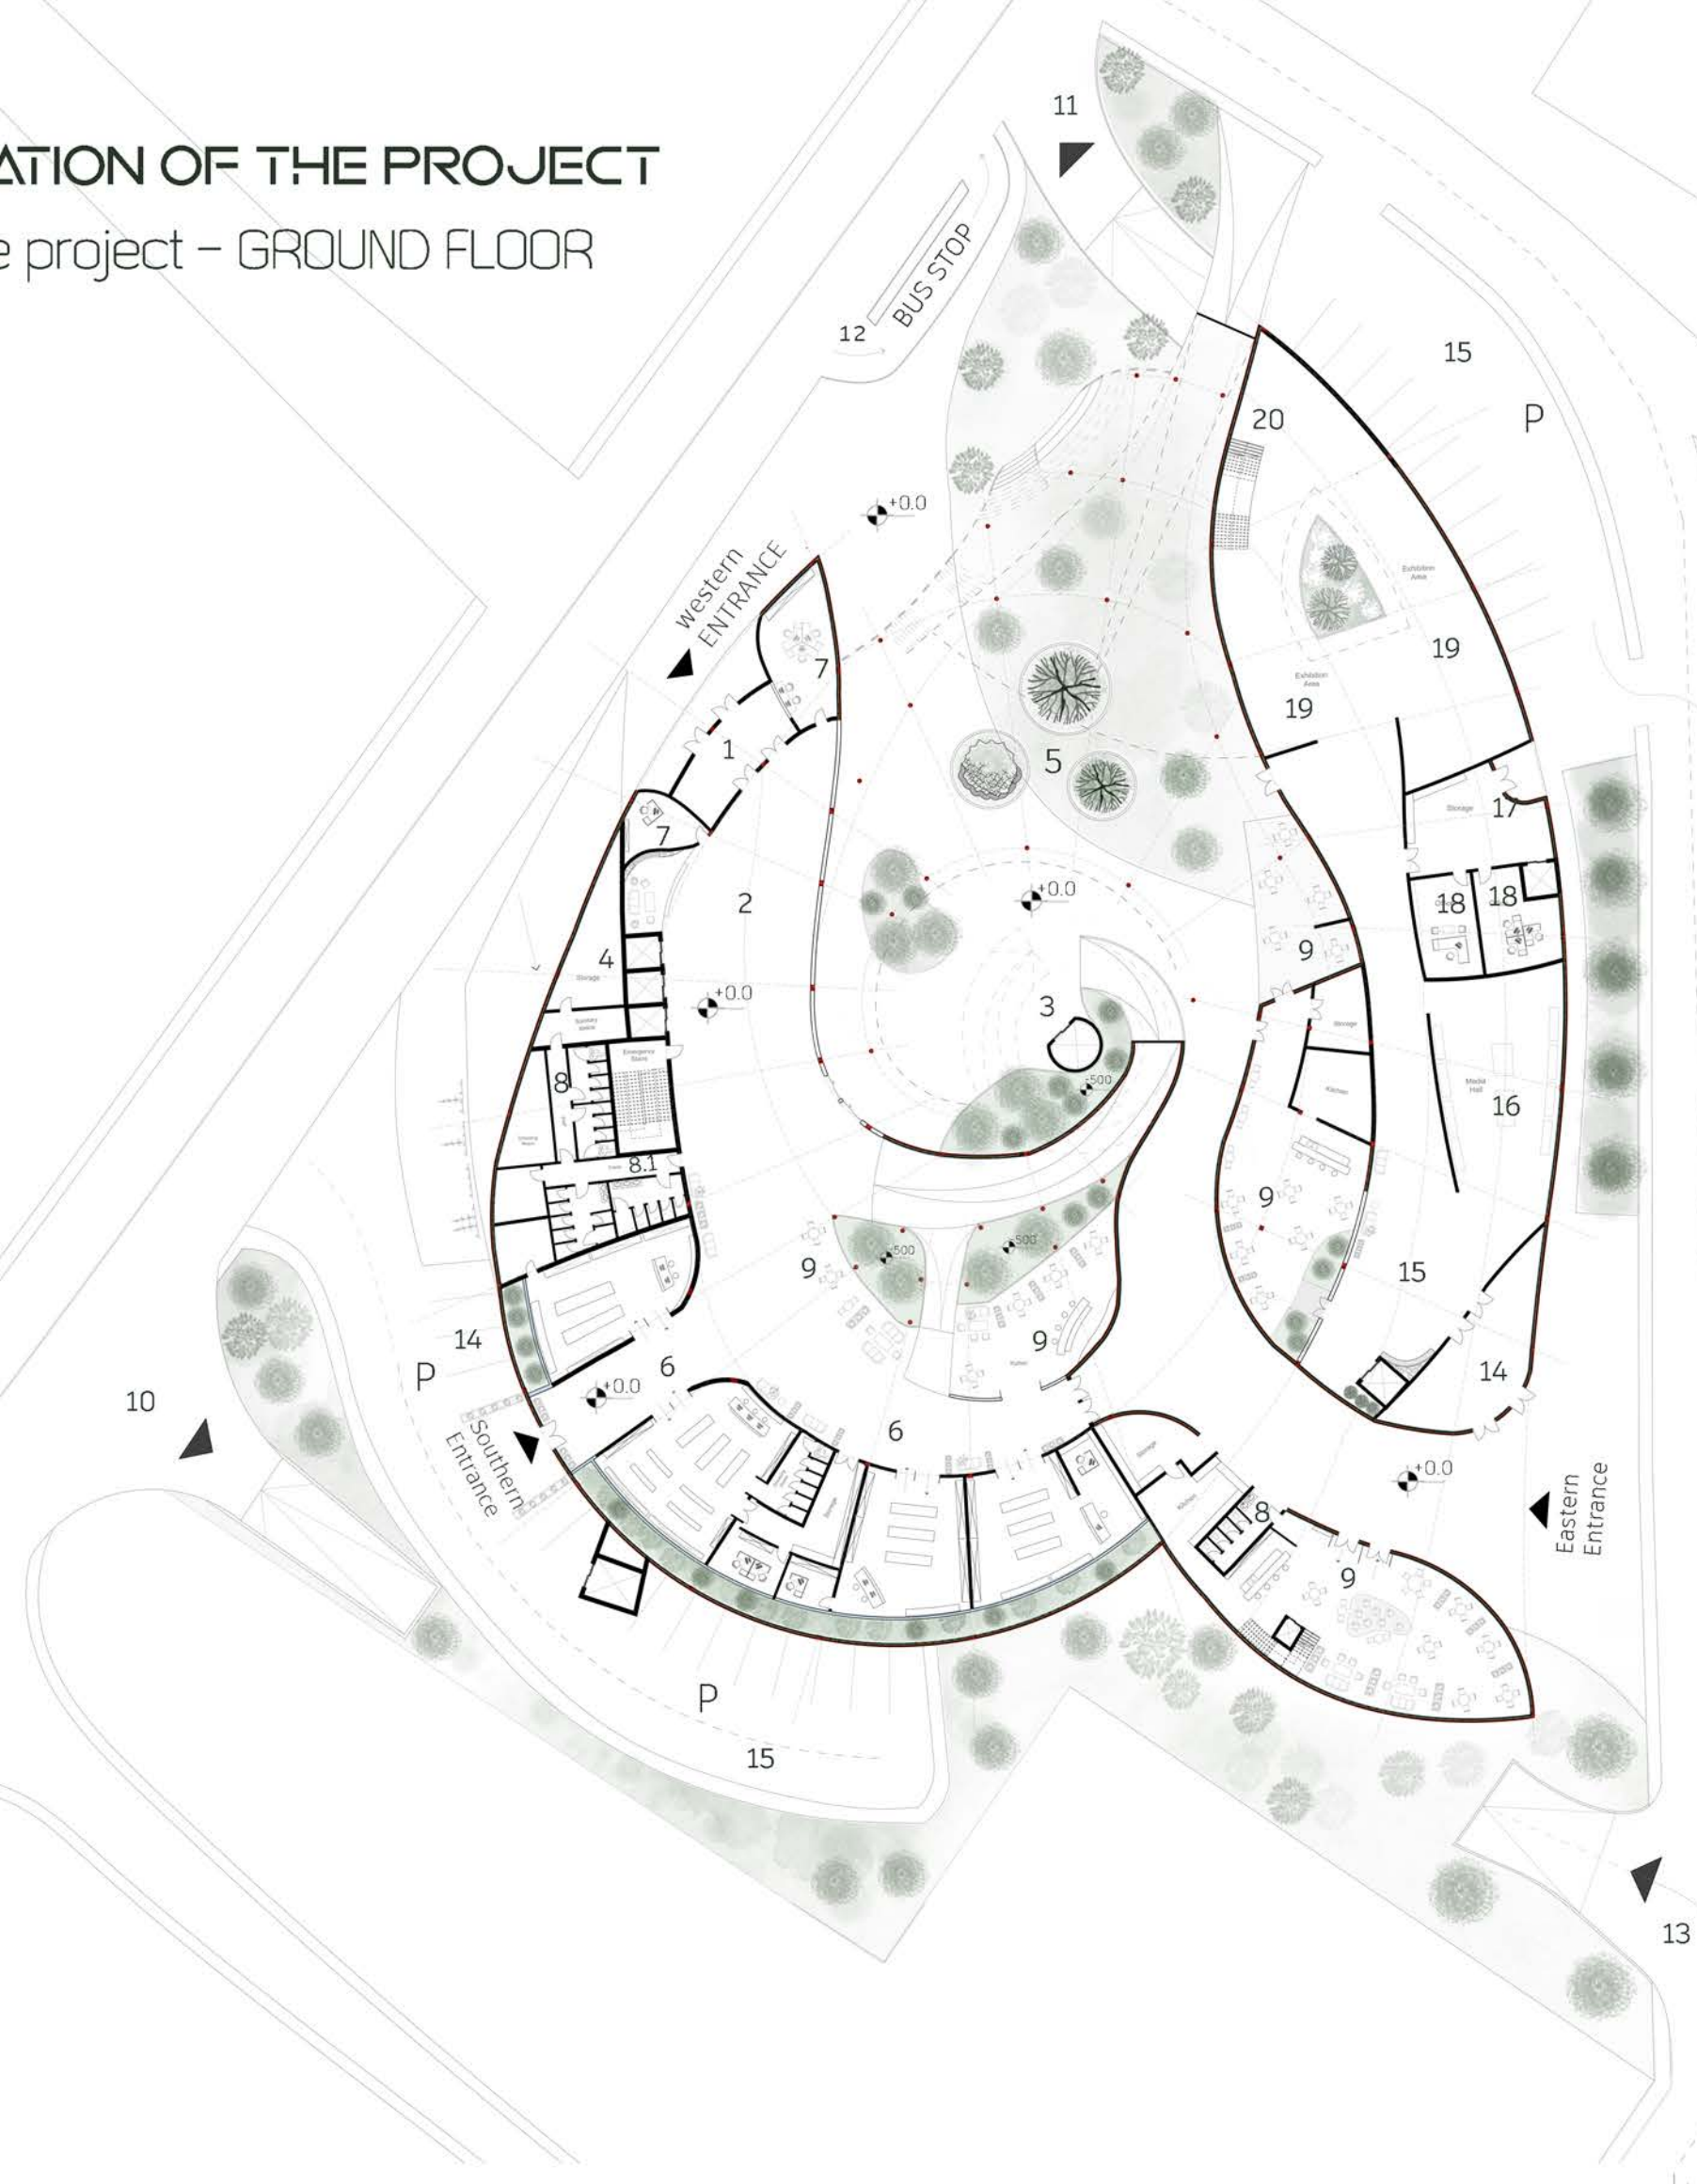 ATION OF THE PROJECT
e project – GROUND FLOOR
11
BUS STOP
12
15
P
20
+0.0
western
ENTRANCE
Exhibition
Area
7
19
Exhibition
Area
19
1
5
7
Storage
17
2
+0.0
18
18
4
9
Storage
+0.0
3
Storage
Sanitary
Emergency
Stairs
8
-500
Kitchen
Media
Hall
16
8.1
9
-500
-500
9
15
14
P
6
9
14
+0.0
10
Southern
Entrance
6
Storage
+0.0
Kitchen
8
Storage
Eastern
Entrance
9
P
15
13